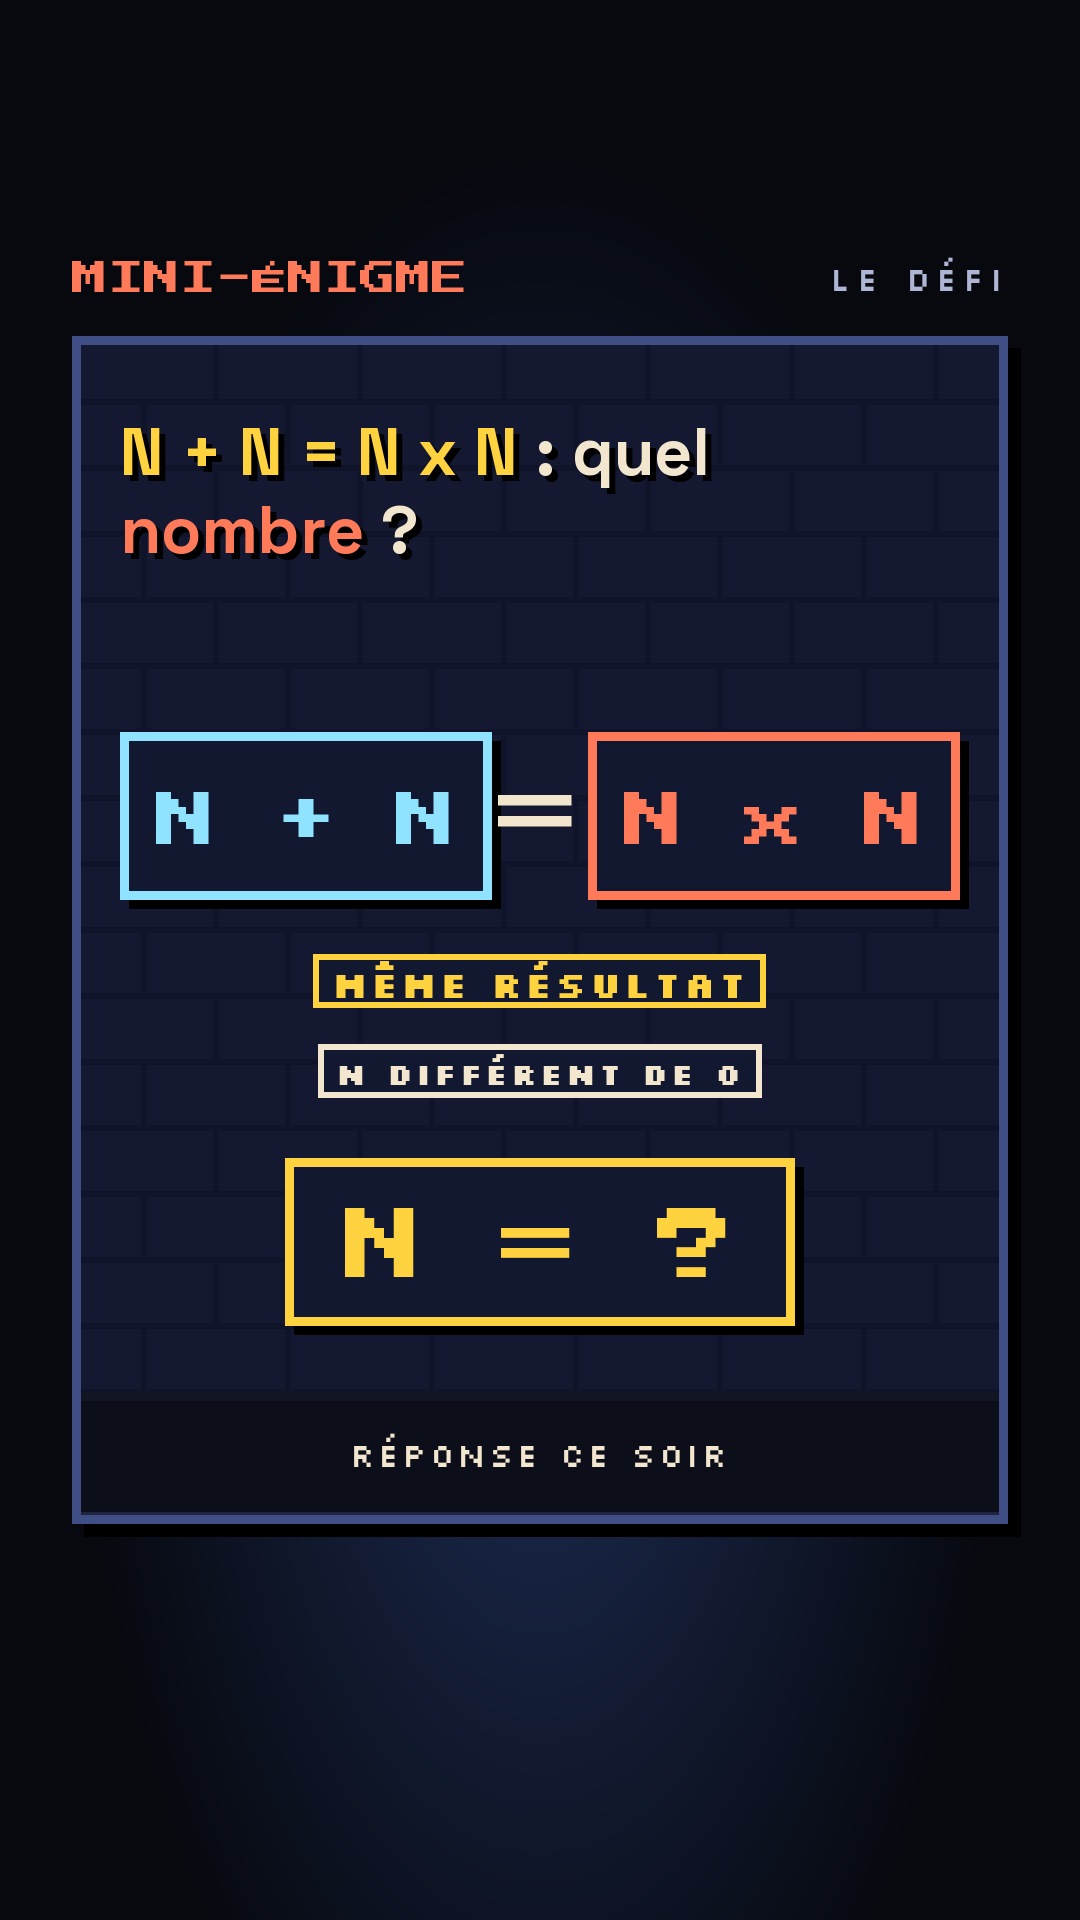 MINI-ÉNIGME
LE DÉFI
N + N = N x N : quel
nombre ?
N + N = N x N
MÊME RÉSULTAT
N DIFFÉRENT DE 0
N = ?
RÉPONSE CE SOIR